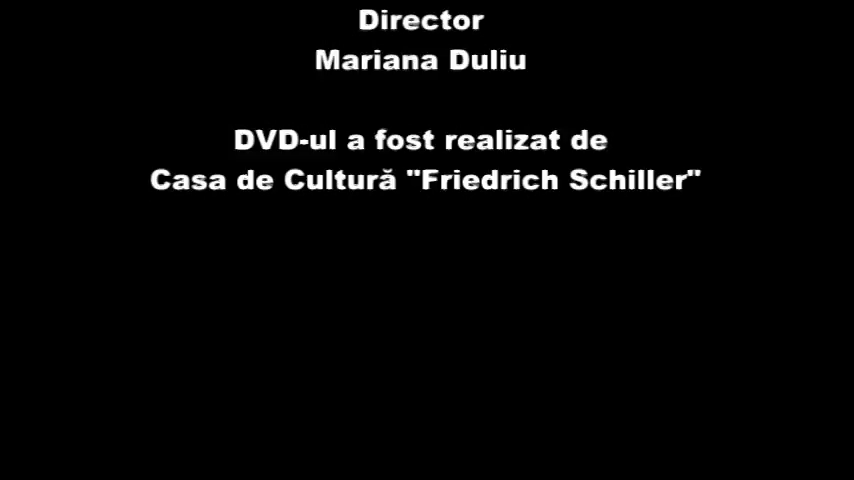 Director
Mariana Duliu
DVD-ul a fost realizat de
Casa de Cultură "Friedrich Schiller"